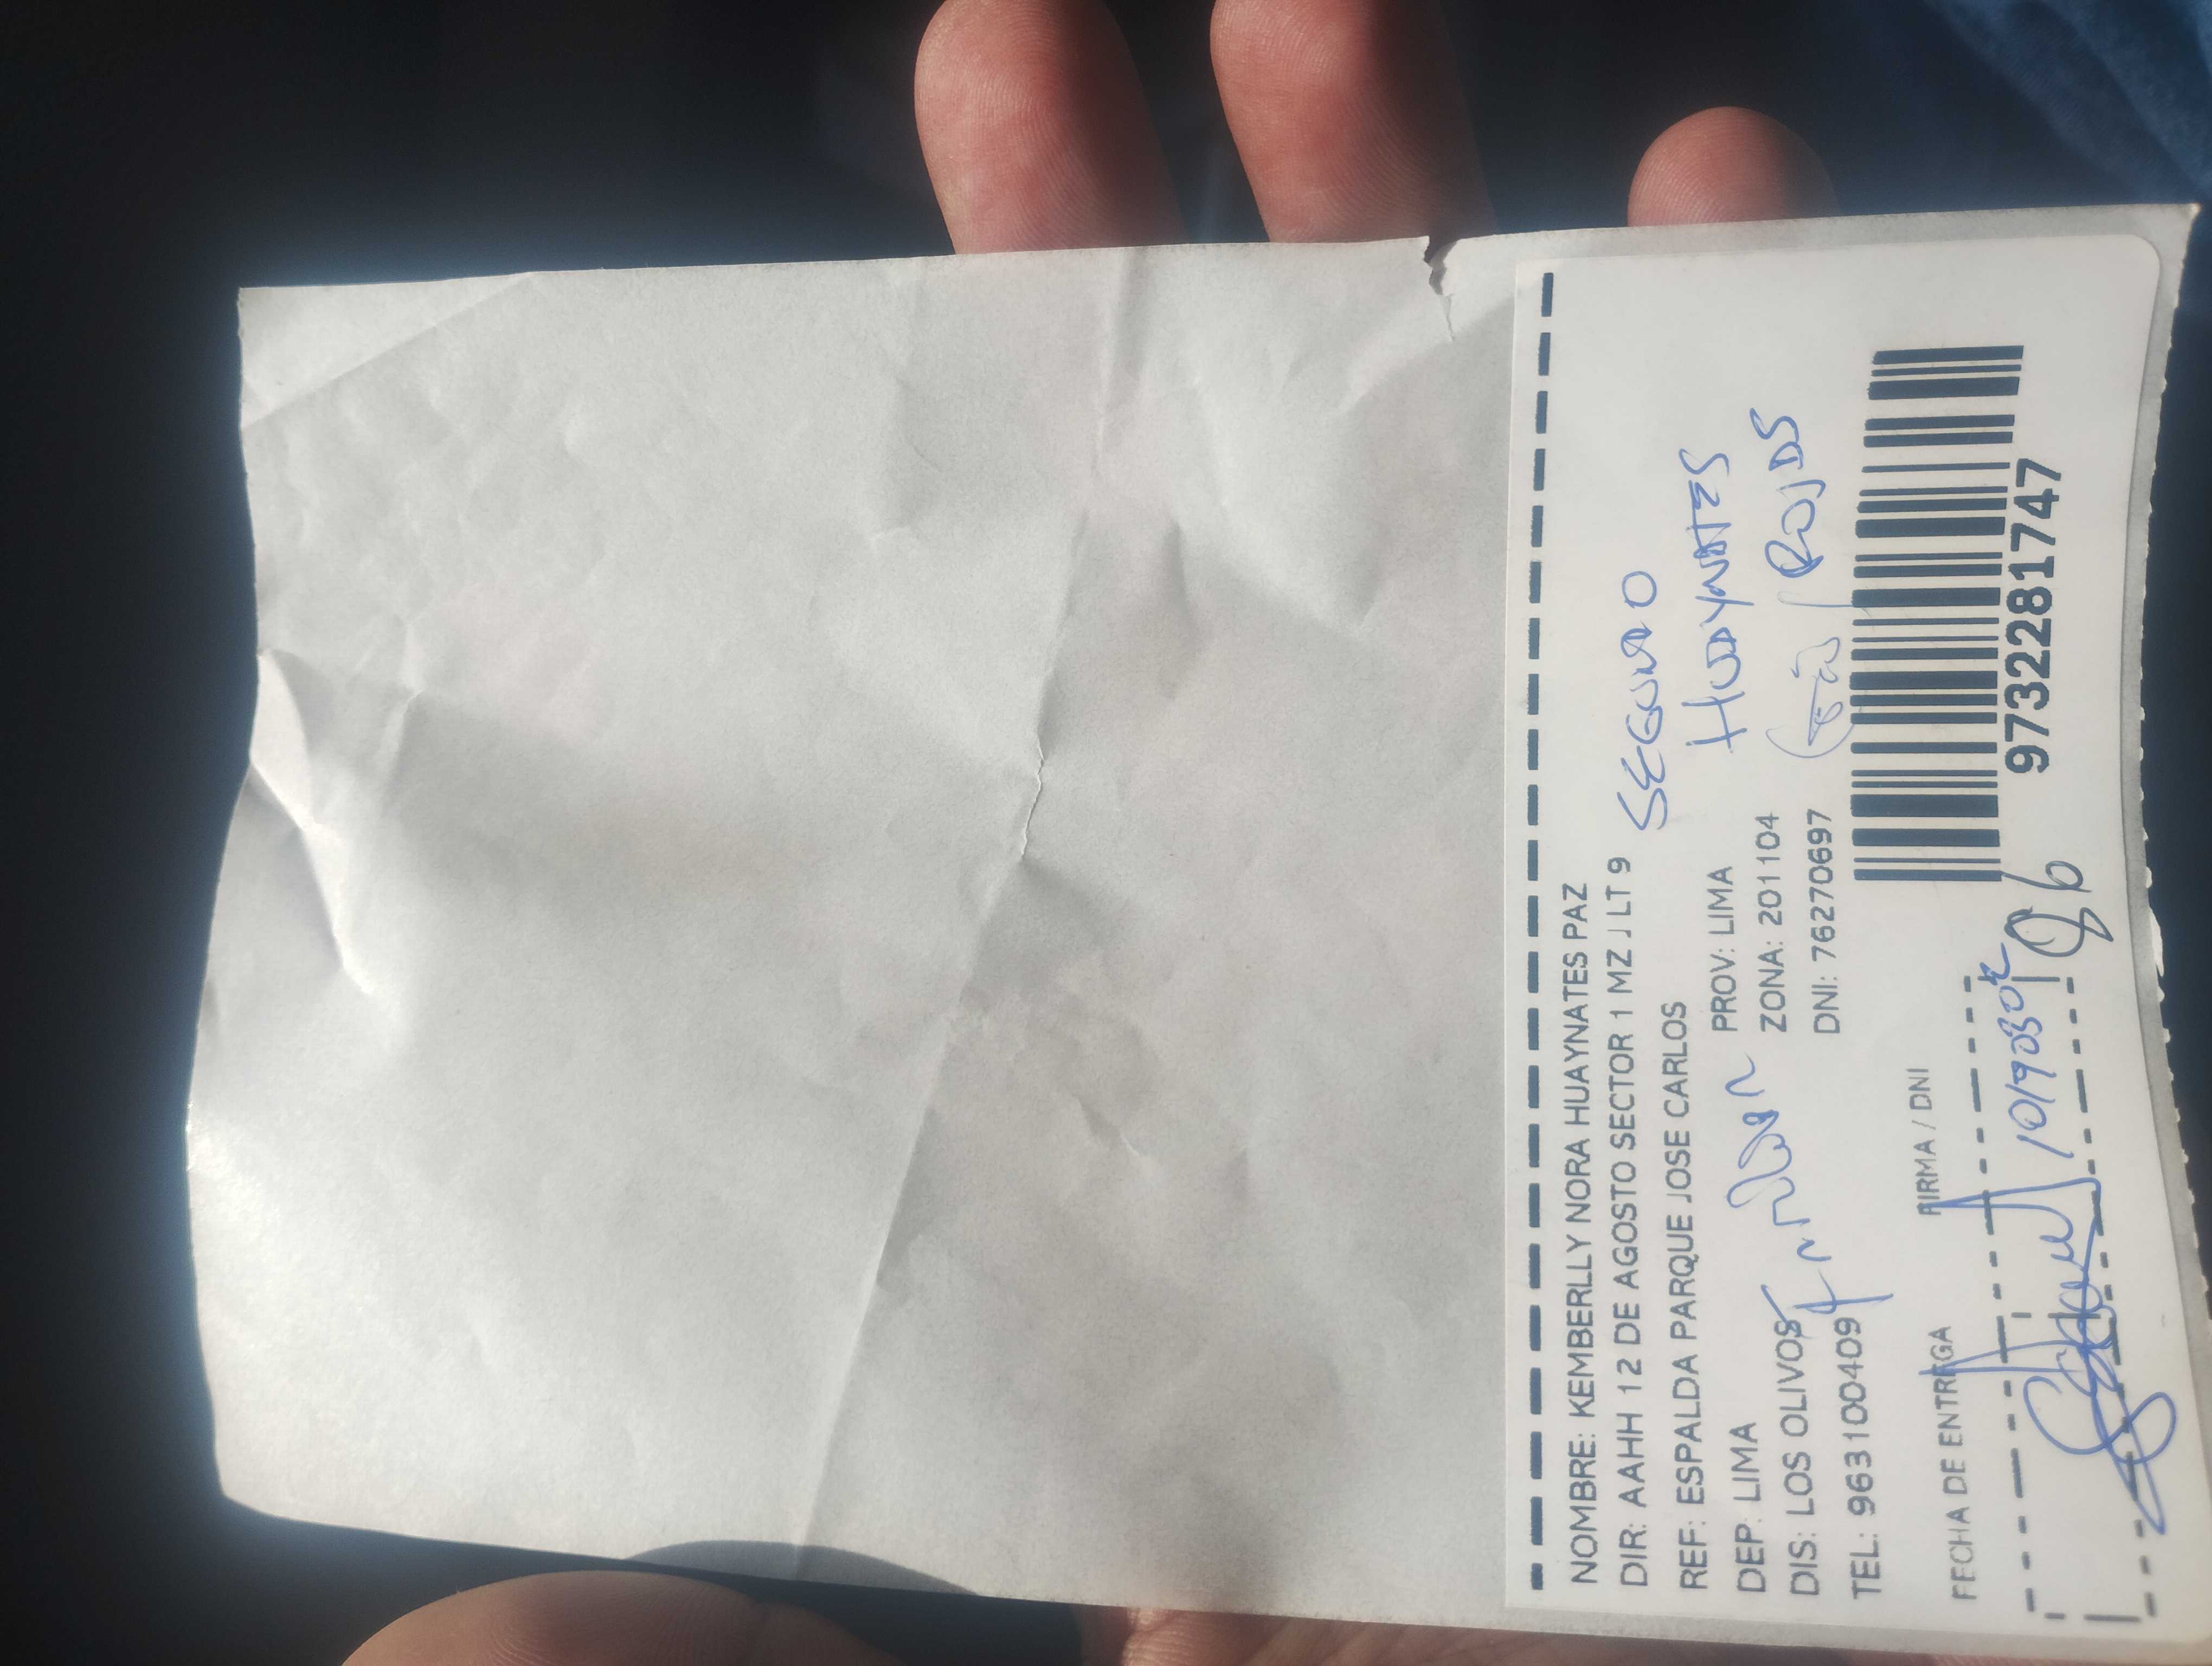 NOMBRE: KEMBERLLY NORA HUAYNATES PAZ
DIR: AAHH 12 DE AGOSTO SECTOR 1 MZ J LT 9
REF: ESPALDA PARQUE JOSE CARLOS
SEGUNDO
DEP: LIMA PROV: LIMA HUAYNATES
DIS: LOS OLIVOS ZONA: 201104 ROJAS
TEL: 963100409 DNI: 76270697
FECHA DE ENTREGA FIRMA / DNI
9732281747